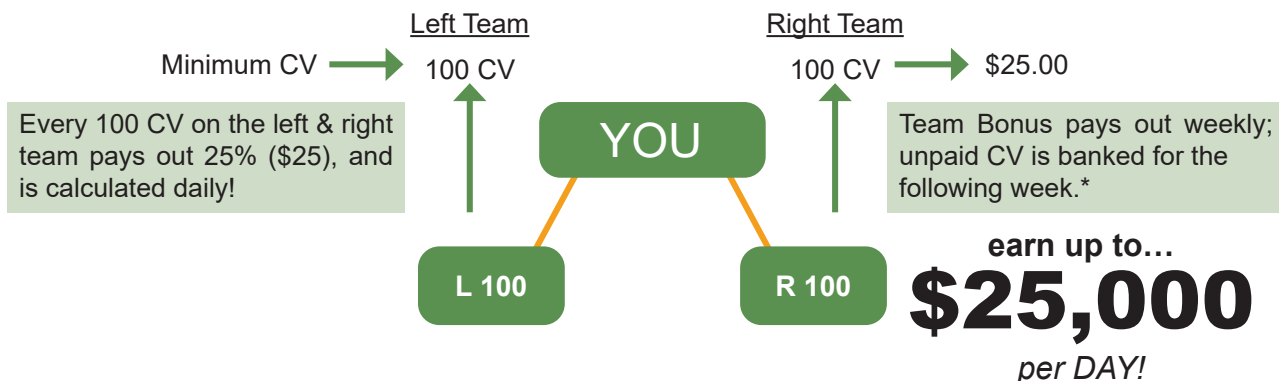 Left Team
Right Team
Minimum CV
100 CV
100 CV
$25.00
Every 100 CV on the left & right
team pays out 25% ($25), and
is calculated daily!
YOU
Team Bonus pays out weekly;
unpaid CV is banked for the
following week.*
L 100
R 100
earn up to…
$25,000
per DAY!